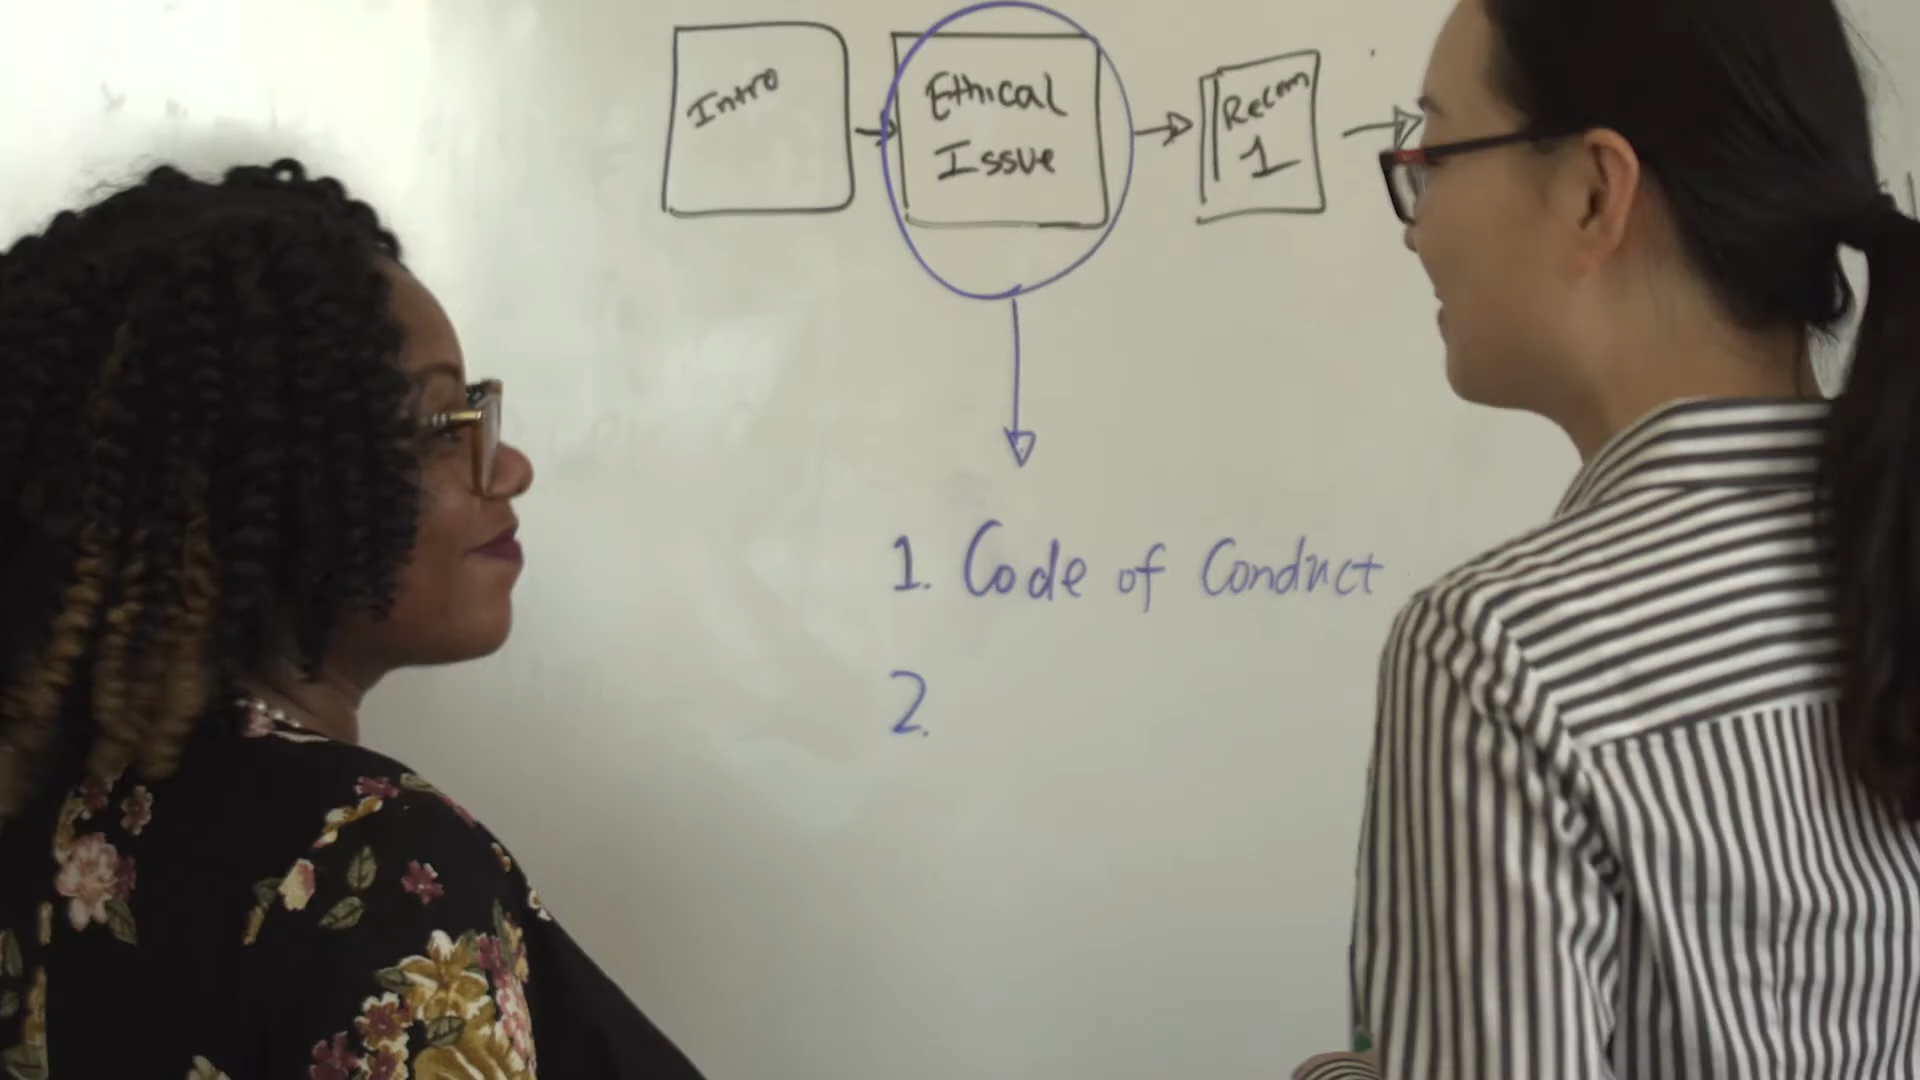 Intro
Ethical
Issue
Recom
1
1. Code of Conduct
2.